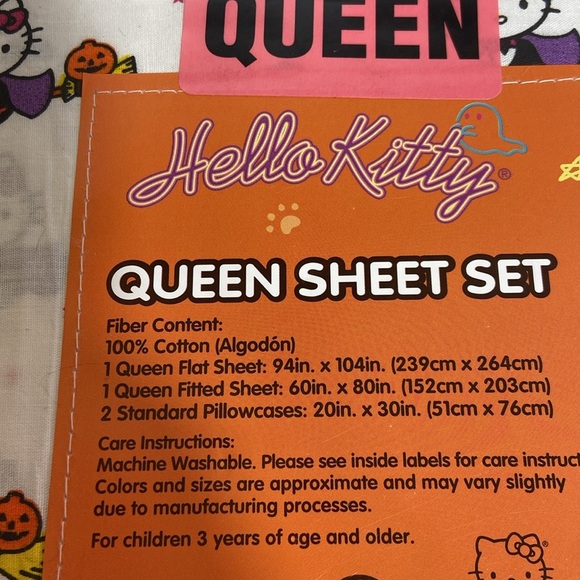 QUEEN
Hello Kitty®
QUEEN SHEET SET
Fiber Content:
100% Cotton (Algodón)
1 Queen Flat Sheet: 94in. x 104in. (239cm x 264cm)
1 Queen Fitted Sheet: 60in. x 80in. (152cm x 203cm)
2 Standard Pillowcases: 20in. x 30in. (51cm x 76cm)
Care Instructions:
Machine Washable. Please see inside labels for care instruct
Colors and sizes are approximate and may vary slightly
due to manufacturing processes.
For children 3 years of age and older.